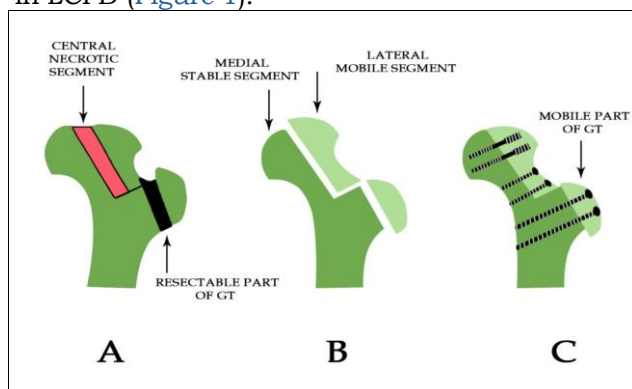 in LCPD (Figure 1).
CENTRAL
NECROTIC
SEGMENT
MEDIAL
STABLE SEGMENT
LATERAL
MOBILE SEGMENT
MOBILE PART
OF GT
RESECTABLE PART
OF GT
A
B
C